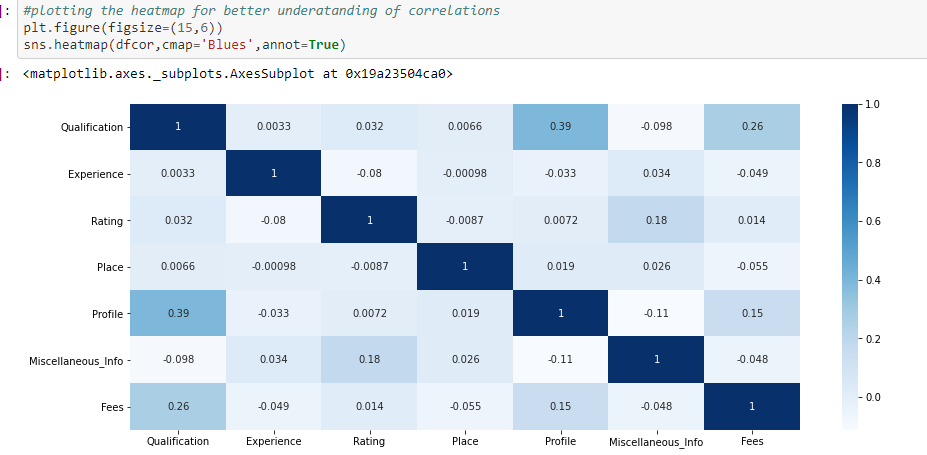 ]: #plotting the heatmap for better underatanding of correlations
plt.figure(figsize=(15,6))
sns.heatmap(dfcor,cmap='Blues',annot=True)
]: <matplotlib.axes._subplots.AxesSubplot at 0x19a23504ca0>
Qualification 1 0.0033 0.032 0.0066 0.39 -0.098 0.26
Experience 0.0033 1 -0.08 -0.00098 -0.033 0.034 -0.049
Rating 0.032 -0.08 1 -0.0087 0.0072 0.18 0.014
Place 0.0066 -0.00098 -0.0087 1 0.019 0.026 -0.055
Profile 0.39 -0.033 0.0072 0.019 1 -0.11 0.15
Miscellaneous_Info -0.098 0.034 0.18 0.026 -0.11 1 -0.048
Fees 0.26 -0.049 0.014 -0.055 0.15 -0.048 1
Qualification Experience Rating Place Profile Miscellaneous_Info Fees
1.0
0.8
0.6
0.4
0.2
0.0